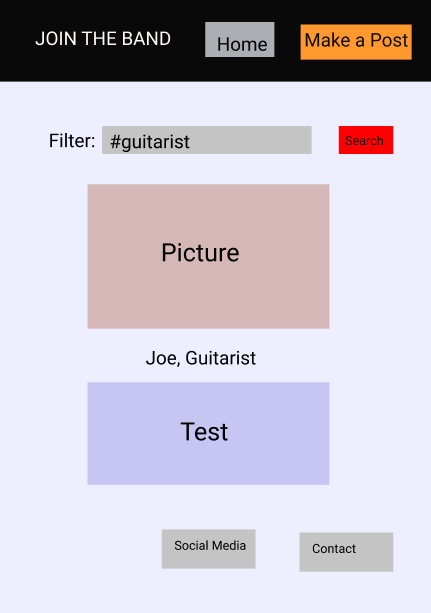 JOIN THE BAND
Home
Make a Post
Filter:
#guitarist
Search
Picture
Joe, Guitarist
Test
Social Media
Contact